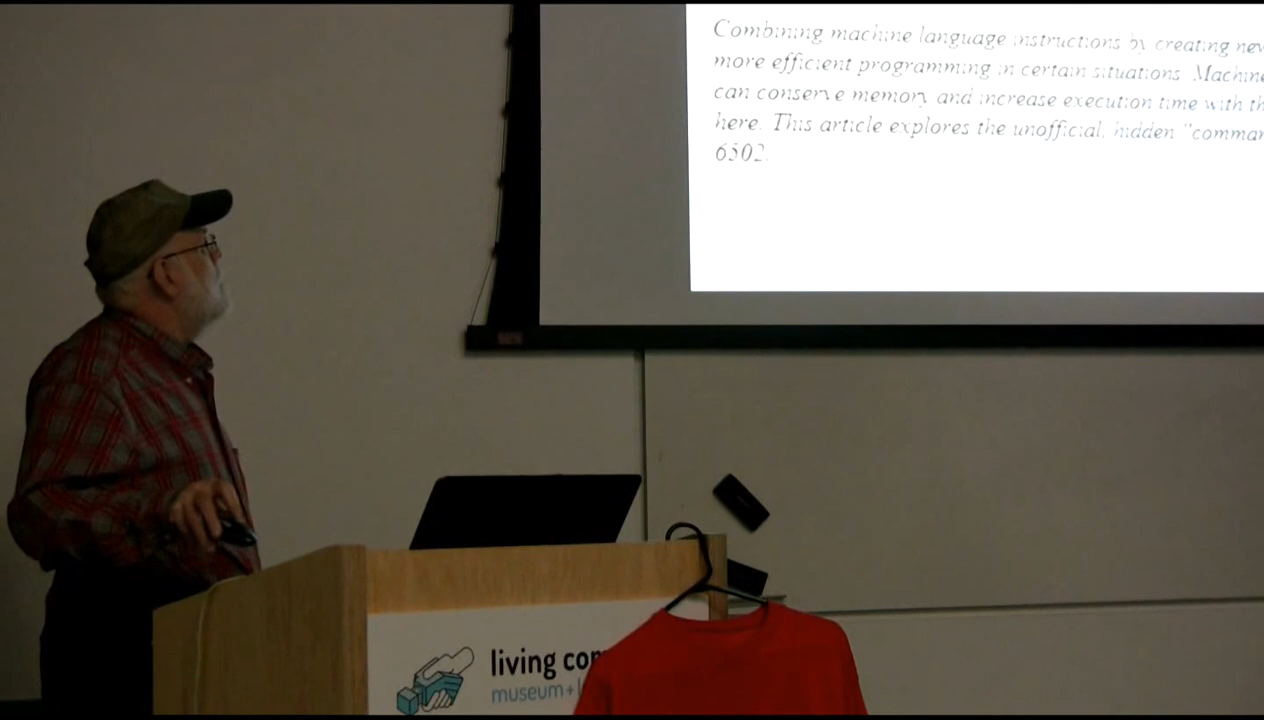 Combining machine language instructions by creating new
more efficient programming in certain situations. Machine
can conserve memory and increase execution time with th
here. This article explores the unofficial, hidden "comman
6502.
living com
museum+l